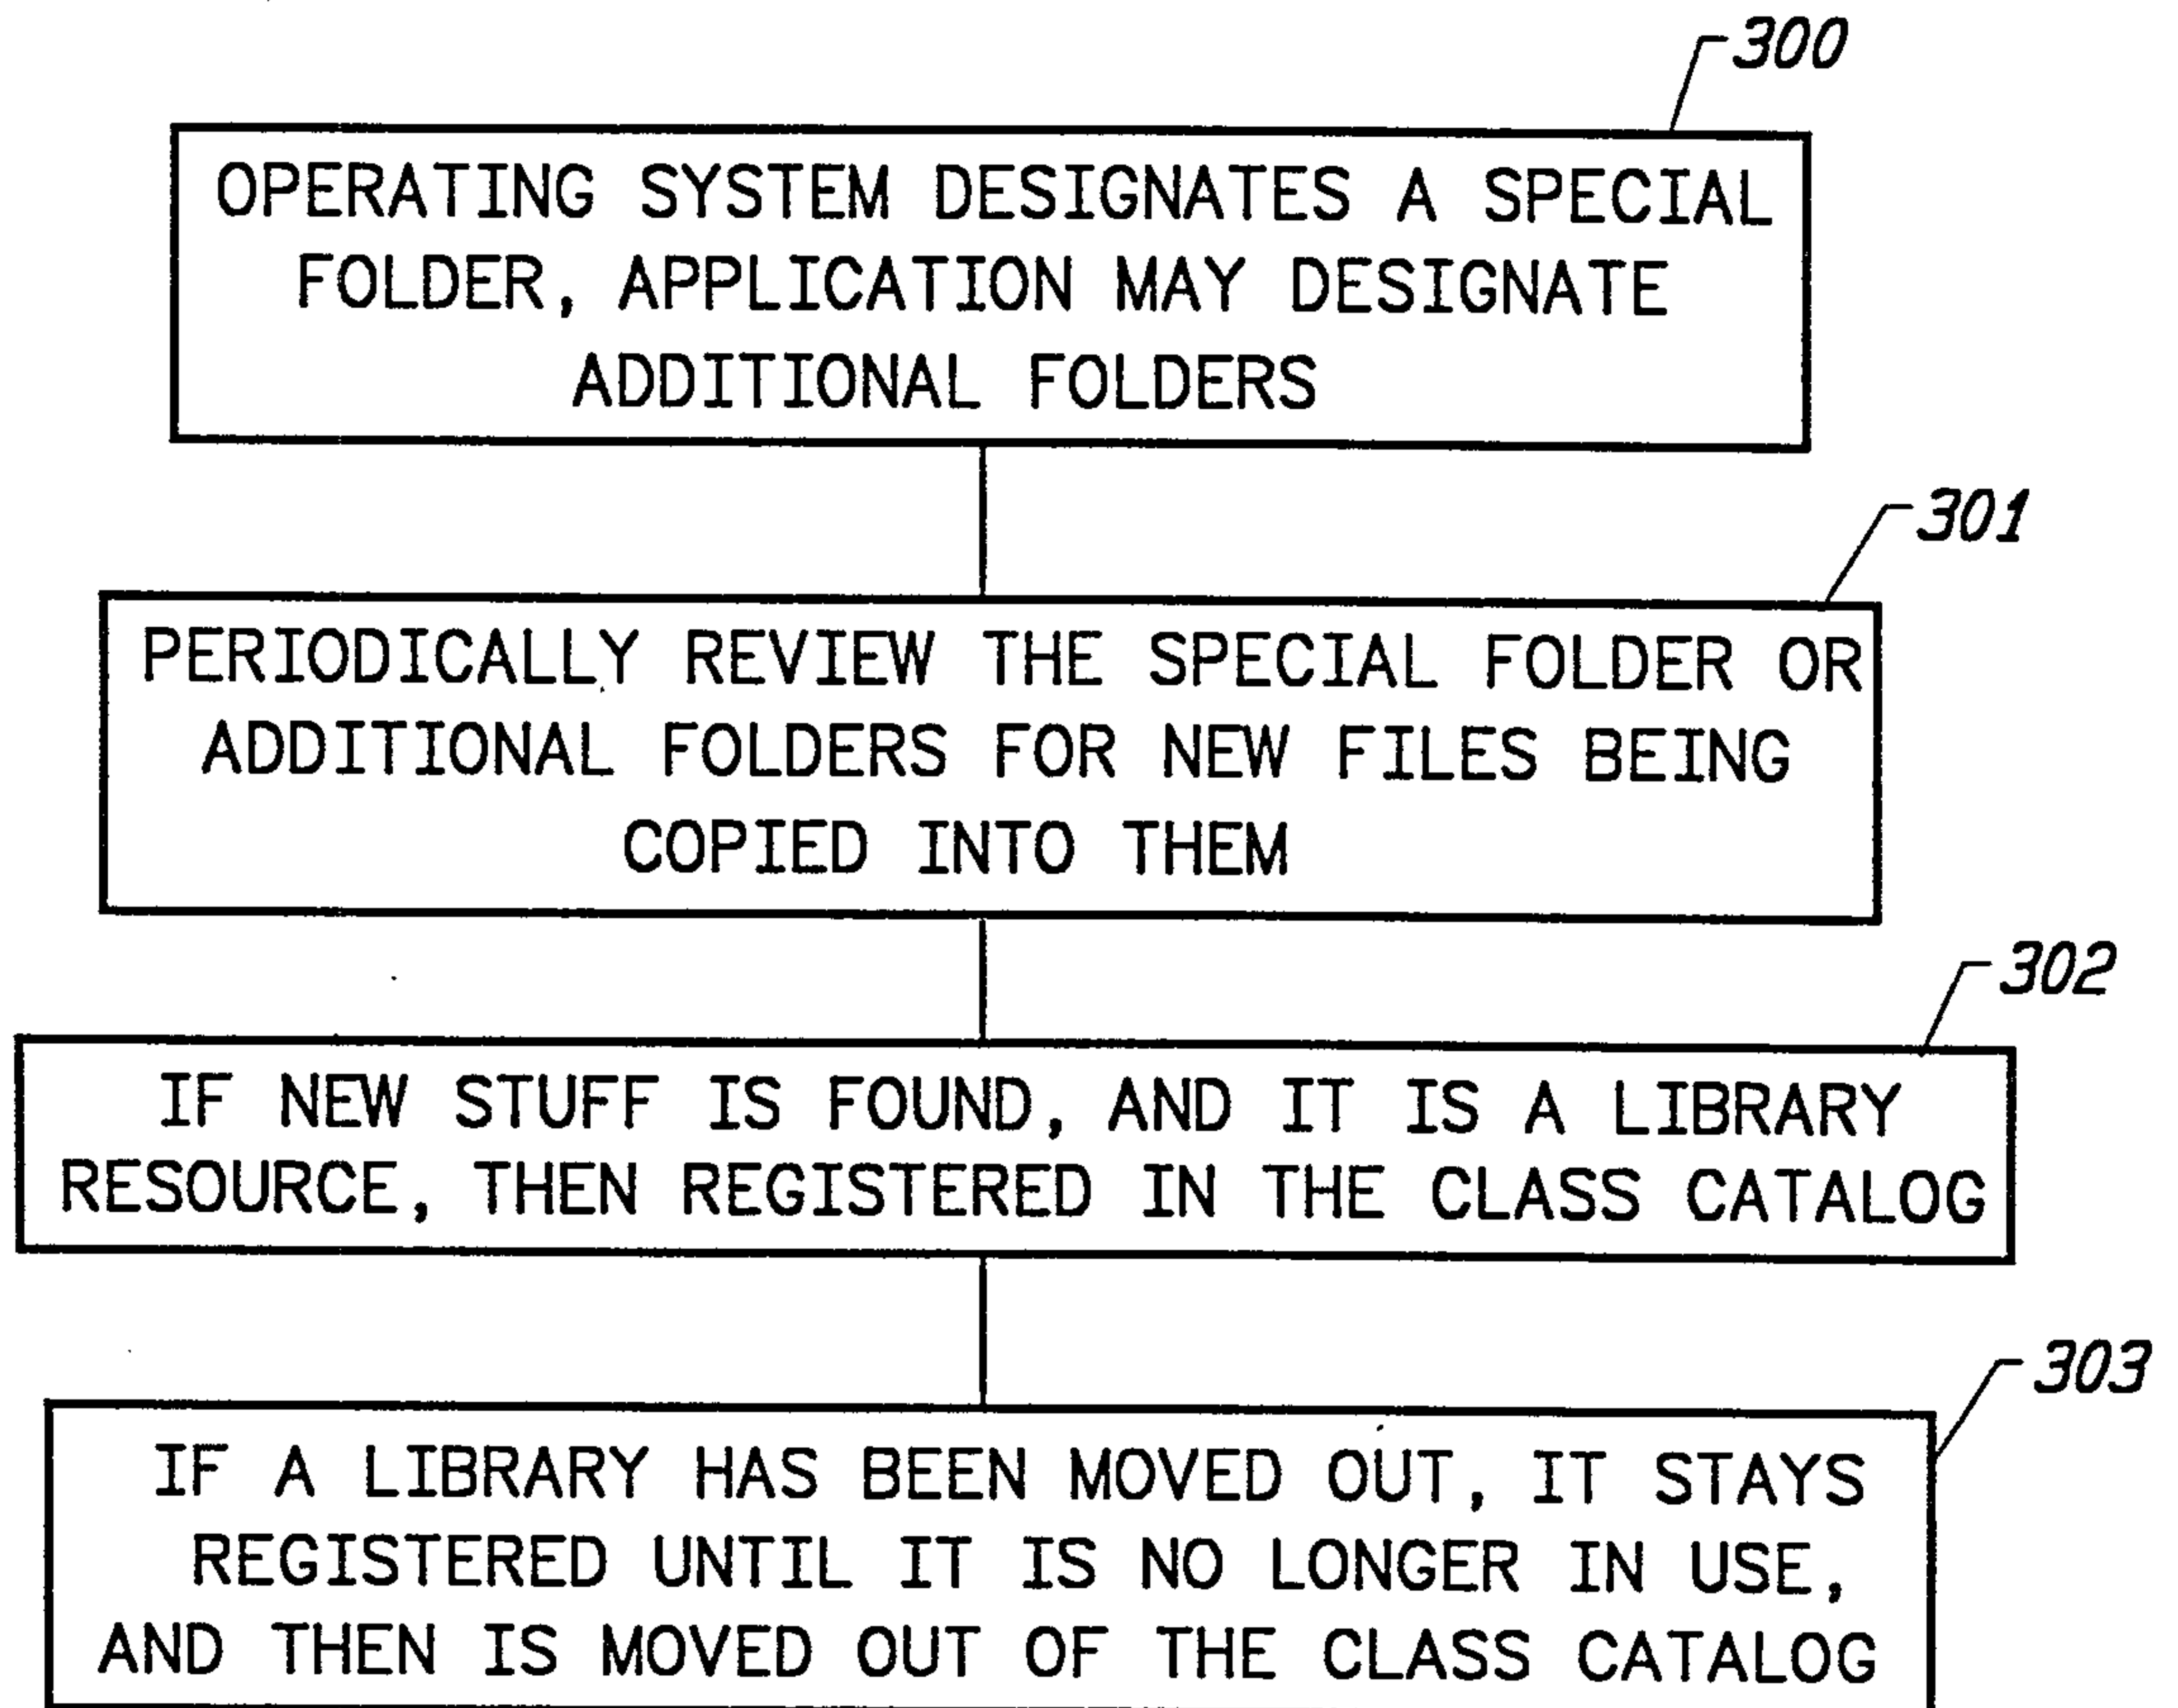 300
OPERATING SYSTEM DESIGNATES A SPECIAL
FOLDER, APPLICATION MAY DESIGNATE
ADDITIONAL FOLDERS
301
PERIODICALLY REVIEW THE SPECIAL FOLDER OR
ADDITIONAL FOLDERS FOR NEW FILES BEING
COPIED INTO THEM
302
IF NEW STUFF IS FOUND, AND IT IS A LIBRARY
RESOURCE, THEN REGISTERED IN THE CLASS CATALOG
303
IF A LIBRARY HAS BEEN MOVED OUT, IT STAYS
REGISTERED UNTIL IT IS NO LONGER IN USE,
AND THEN IS MOVED OUT OF THE CLASS CATALOG